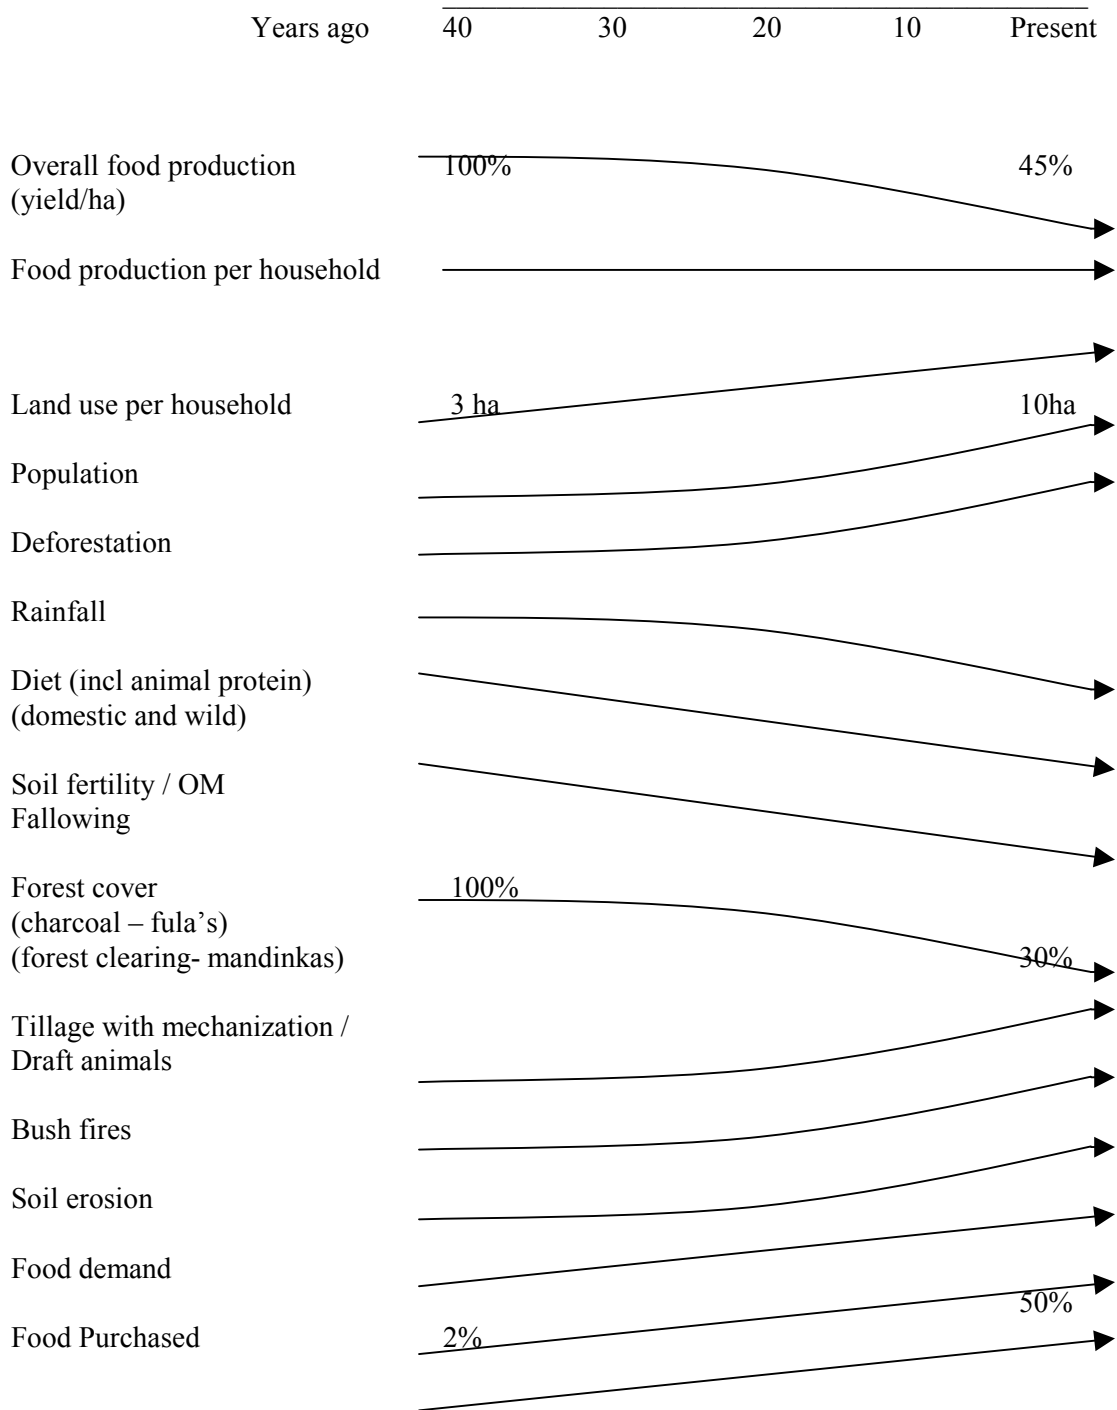 Years ago 40 30 20 10 Present
Overall food production 100% 45%
(yield/ha)
Food production per household
Land use per household 3 ha 10ha
Population
Deforestation
Rainfall
Diet (incl animal protein)
(domestic and wild)
Soil fertility / OM
Fallowing
Forest cover 100%
(charcoal – fula’s)
(forest clearing- mandinkas) 30%
Tillage with mechanization /
Draft animals
Bush fires
Soil erosion
Food demand
50%
Food Purchased 2%